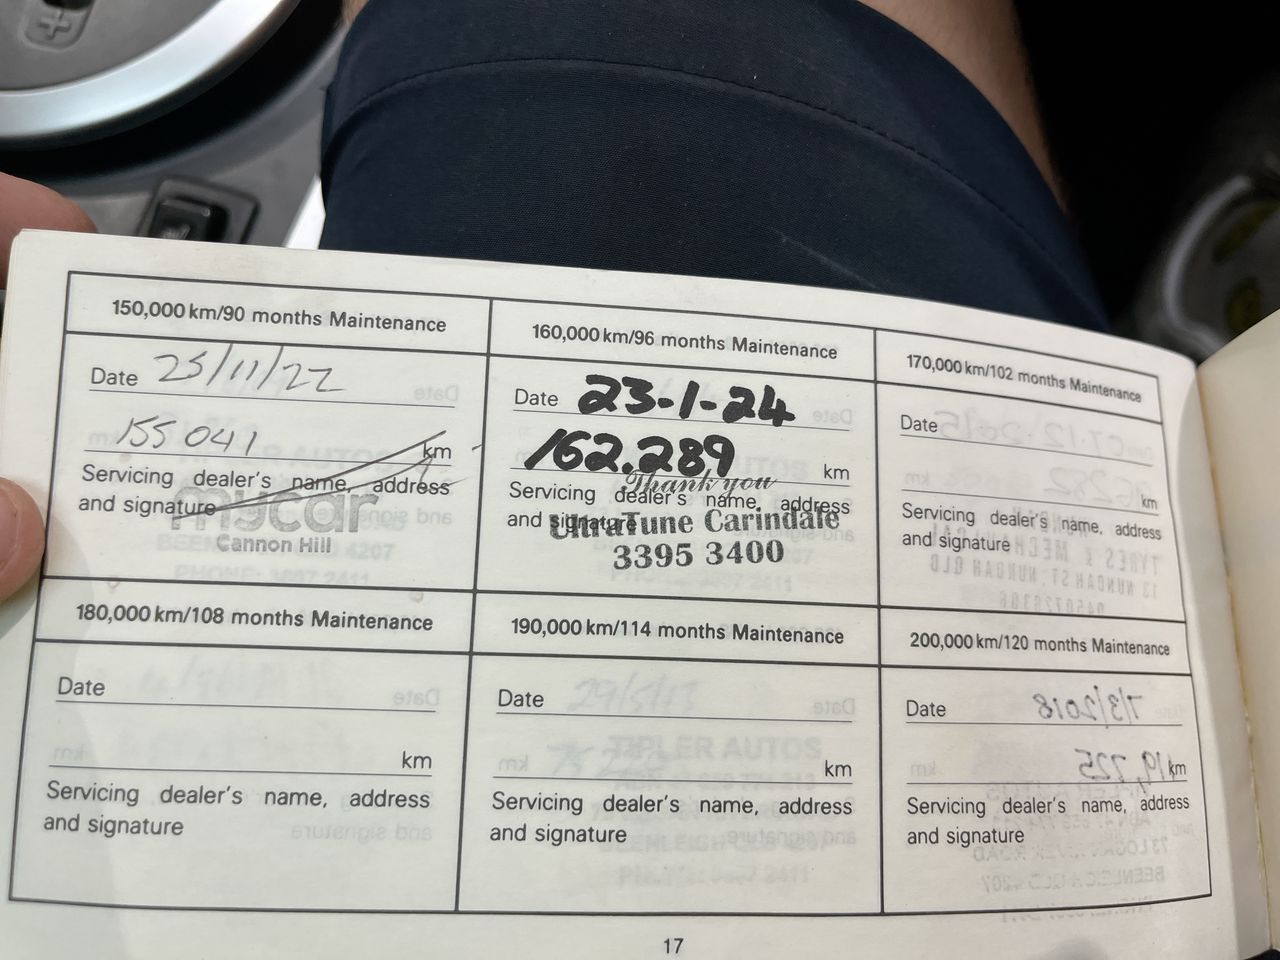 150,000 km/90 months Maintenance
Date 25/11/22
155 041 km
Servicing dealer's name, address
and signature
mycar
Cannon Hill
160,000 km/96 months Maintenance
Date 23-1-24
162.289 km
Thank you
Servicing dealer's name, address
and signature
UltraTune Carindale
3395 3400
170,000 km/102 months Maintenance
Date
km
Servicing dealer's name, address
and signature
180,000 km/108 months Maintenance
Date
km
Servicing dealer's name, address
and signature
190,000 km/114 months Maintenance
Date
km
Servicing dealer's name, address
and signature
200,000 km/120 months Maintenance
Date
km
Servicing dealer's name, address
and signature
17